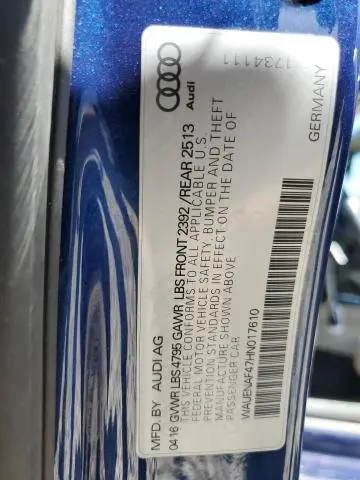 1734111
Audi
GERMANY
MFD. BY AUDI AG
0416 GVWR LBS 4795 GAWR LBS FRONT 2392 / REAR 2513
THIS VEHICLE CONFORMS TO ALL APPLICABLE U.S.
FEDERAL MOTOR VEHICLE SAFETY, BUMPER AND THEFT
PREVENTION STANDARDS IN EFFECT ON THE DATE OF
MANUFACTURE SHOWN ABOVE
PASSENGER CAR
WAUENAF47HN017610